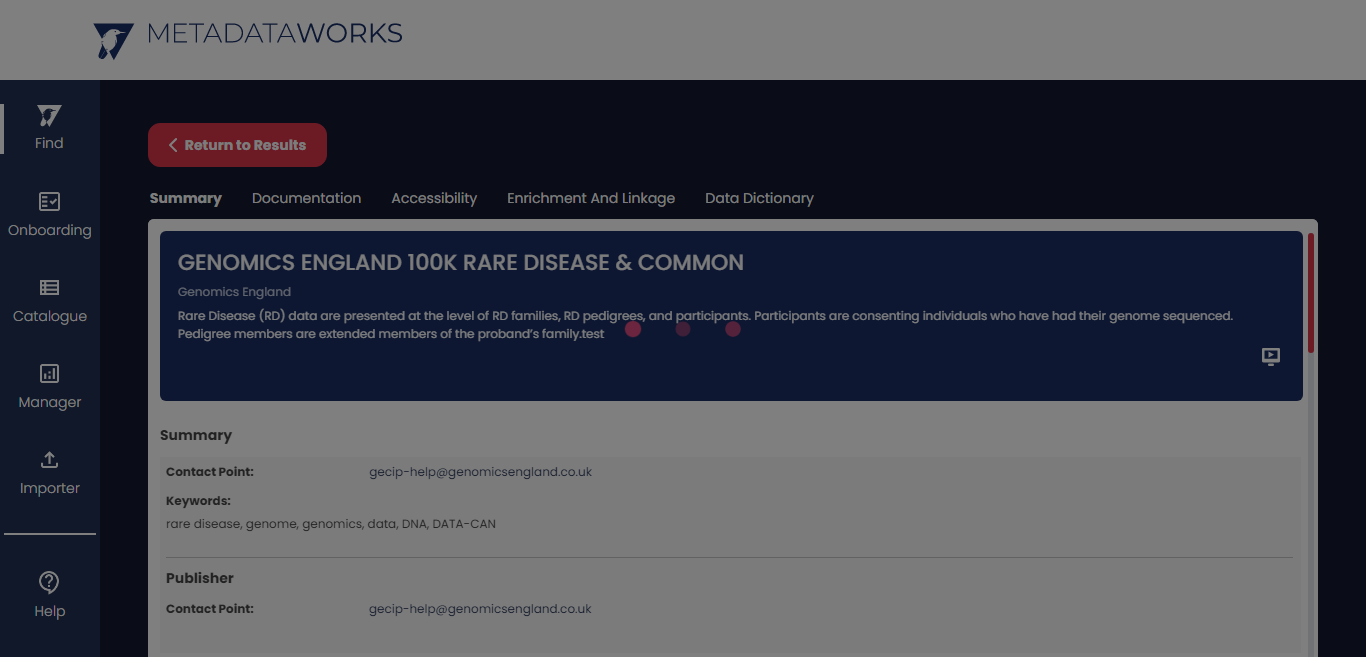 METADATAWORKS
Find
Onboarding
Catalogue
Manager
Importer
Help
Return to Results
Summary Documentation Accessibility Enrichment And Linkage Data Dictionary
GENOMICS ENGLAND 100K RARE DISEASE & COMMON
Genomics England
Rare Disease (RD) data are presented at the level of RD families, RD pedigrees, and participants. Participants are consenting individuals who have had their genome sequenced.
Pedigree members are extended members of the proband's family.test
Summary
Contact Point: gecip-help@genomicsengland.co.uk
Keywords:
rare disease, genome, genomics, data, DNA, DATA-CAN
Publisher
Contact Point: gecip-help@genomicsengland.co.uk